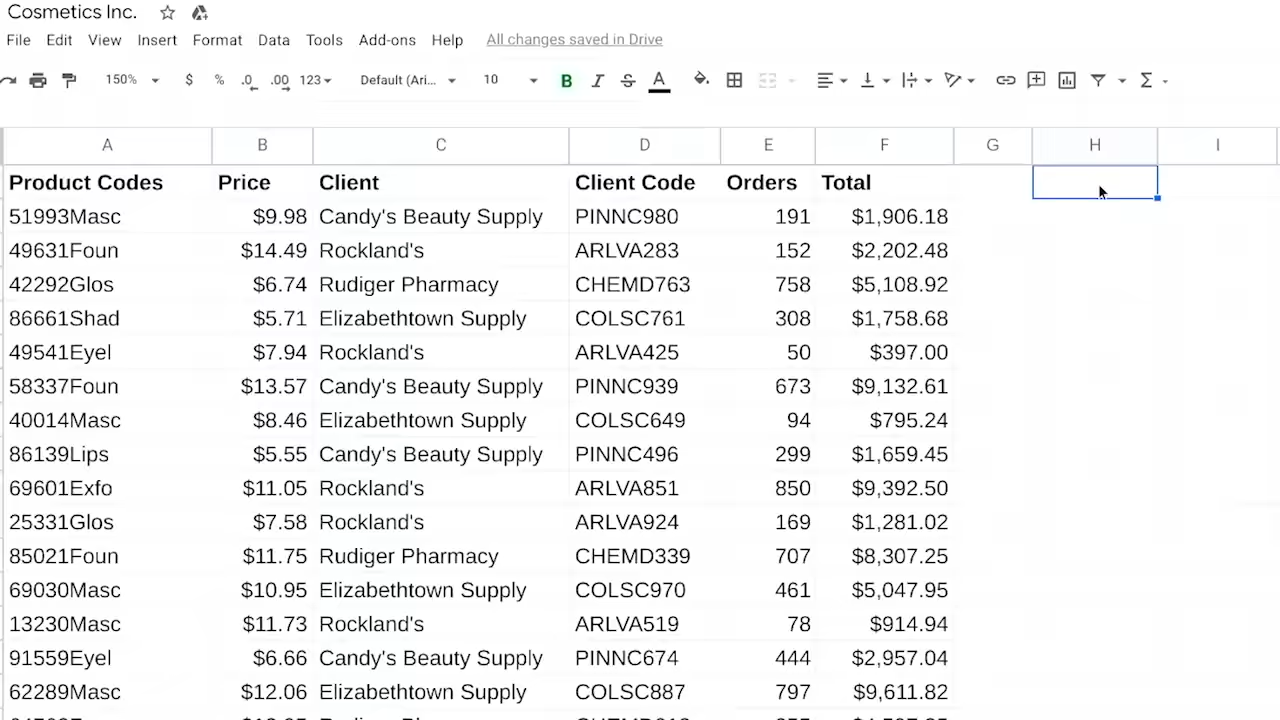 Cosmetics Inc.
File Edit View Insert Format Data Tools Add-ons Help All changes saved in Drive
150% $ % .0 .00 123 Default (Ari... 10 B I S A
A B C D E F G H I
Product Codes Price Client Client Code Orders Total
51993Masc $9.98 Candy's Beauty Supply PINNC980 191 $1,906.18
49631Foun $14.49 Rockland's ARLVA283 152 $2,202.48
42292Glos $6.74 Rudiger Pharmacy CHEMD763 758 $5,108.92
86661Shad $5.71 Elizabethtown Supply COLSC761 308 $1,758.68
49541Eyel $7.94 Rockland's ARLVA425 50 $397.00
58337Foun $13.57 Candy's Beauty Supply PINNC939 673 $9,132.61
40014Masc $8.46 Elizabethtown Supply COLSC649 94 $795.24
86139Lips $5.55 Candy's Beauty Supply PINNC496 299 $1,659.45
69601Exfo $11.05 Rockland's ARLVA851 850 $9,392.50
25331Glos $7.58 Rockland's ARLVA924 169 $1,281.02
85021Foun $11.75 Rudiger Pharmacy CHEMD339 707 $8,307.25
69030Masc $10.95 Elizabethtown Supply COLSC970 461 $5,047.95
13230Masc $11.73 Rockland's ARLVA519 78 $914.94
91559Eyel $6.66 Candy's Beauty Supply PINNC674 444 $2,957.04
62289Masc $12.06 Elizabethtown Supply COLSC887 797 $9,611.82